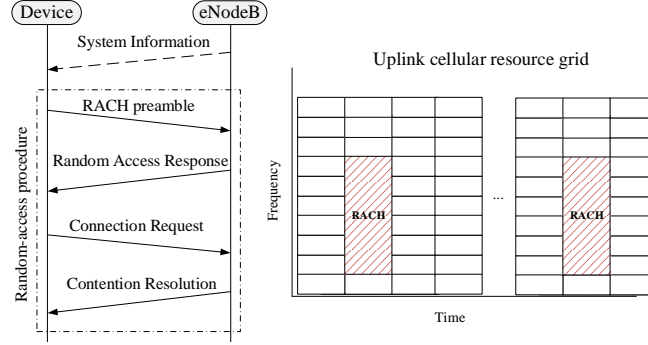 Device
eNodeB
System Information
RACH preamble
Random Access Response
Connection Request
Contention Resolution
Random-access procedure
Uplink cellular resource grid
Frequency
RACH
...
RACH
Time